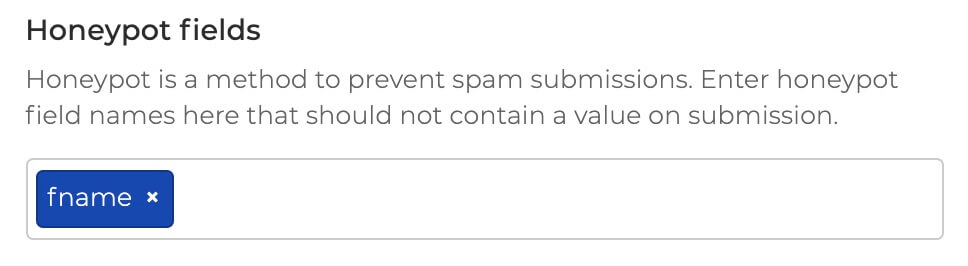 Honeypot fields
Honeypot is a method to prevent spam submissions. Enter honeypot
field names here that should not contain a value on submission.
fname ×